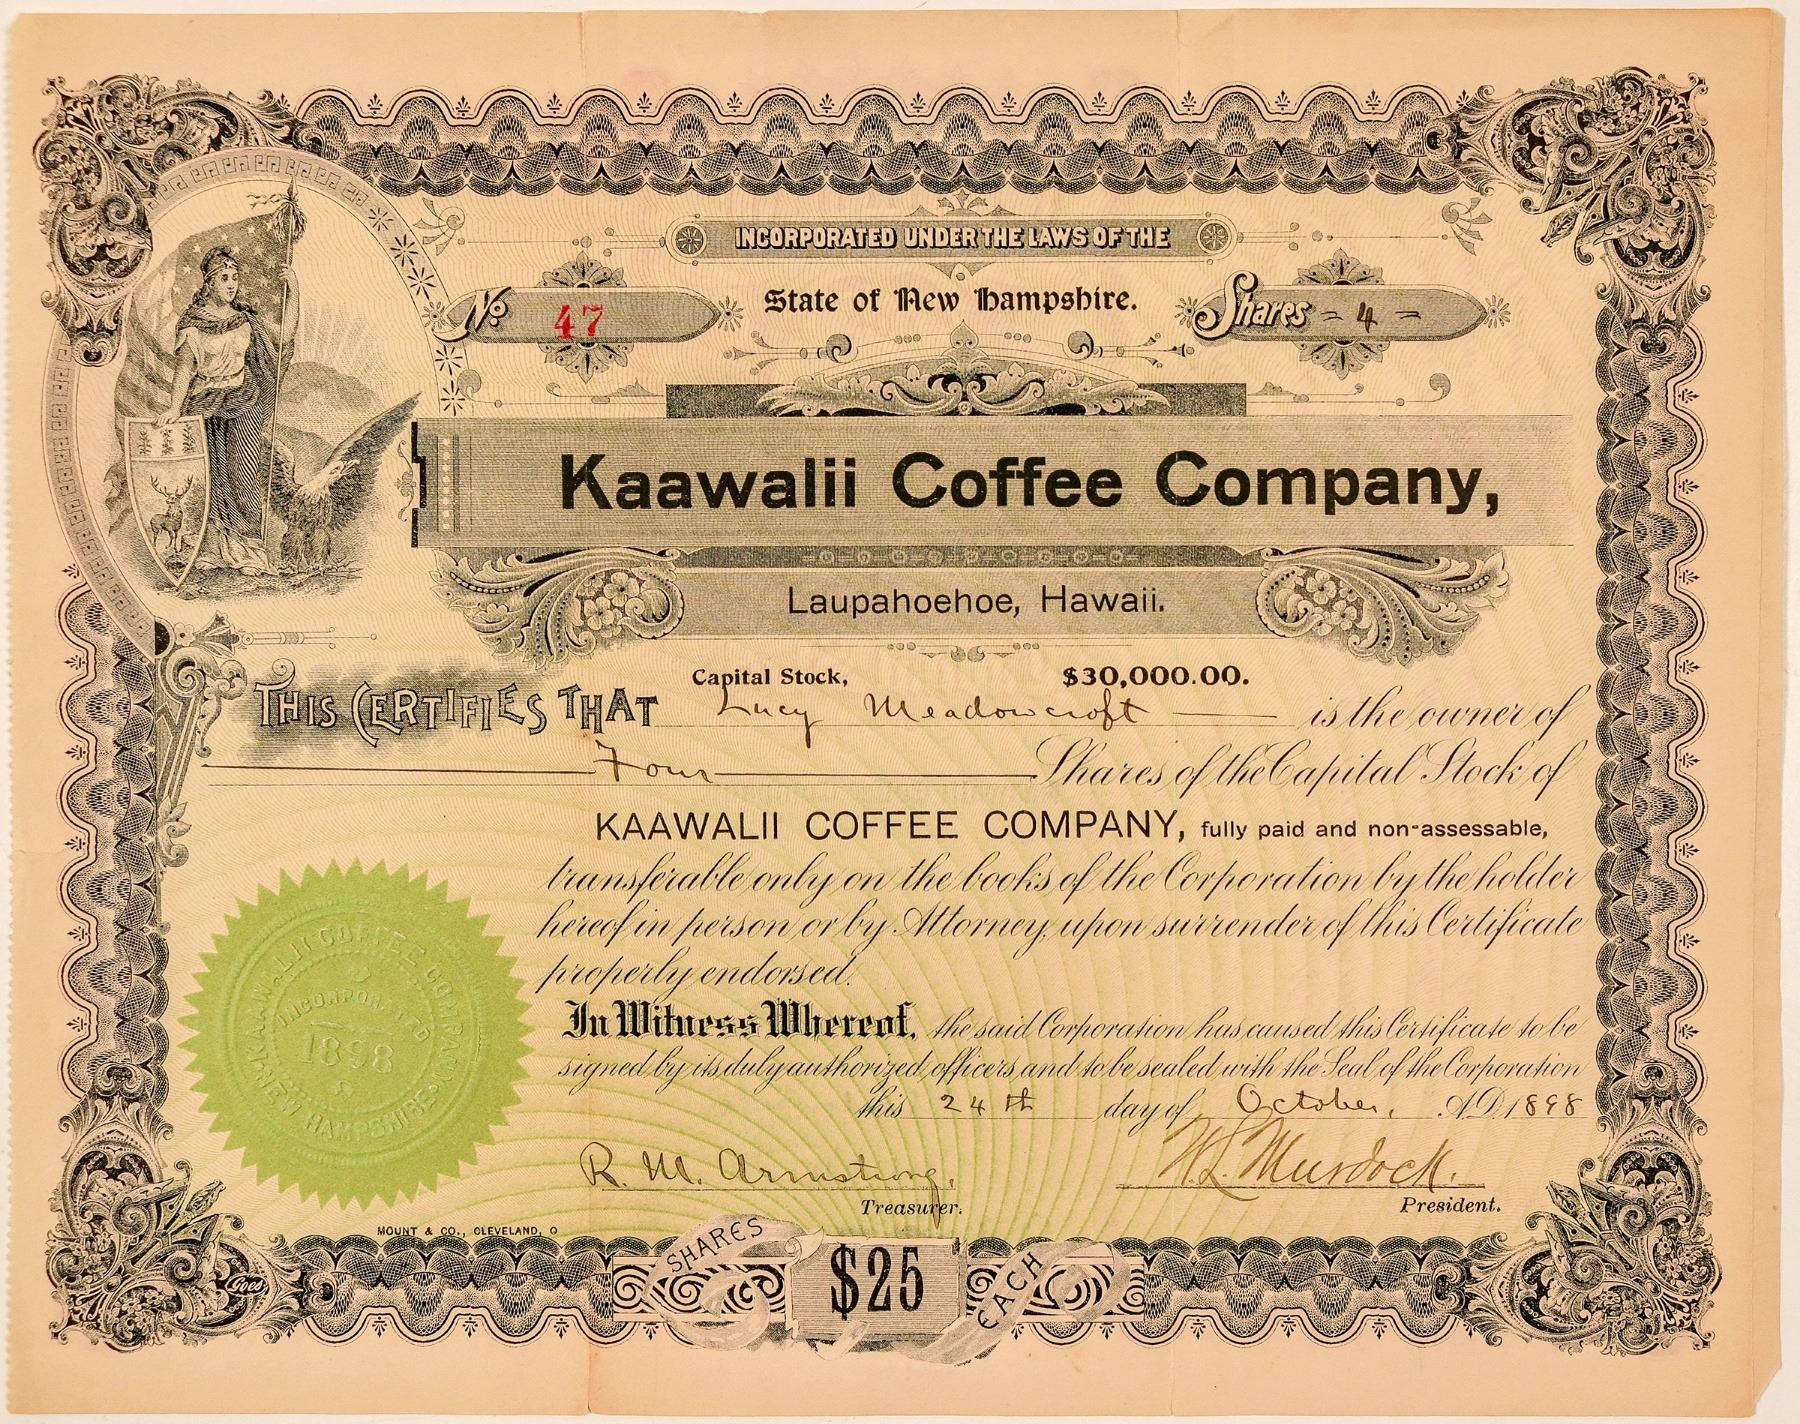 INCORPORATED UNDER THE LAWS OF THE
State of New Hampshire.
No 47
Shares = 4 =
Kaawalii Coffee Company,
Laupahoehoe, Hawaii.
Capital Stock, $30,000.00.
THIS CERTIFIES THAT Lucy Meadowcroft is the owner of
Four Shares of the Capital Stock of
KAAWALII COFFEE COMPANY, fully paid and non-assessable,
transferable only on the books of the Corporation by the holder
hereof in person or by Attorney, upon surrender of this Certificate
properly endorsed.
In Witness Whereof, the said Corporation has caused this Certificate to be
signed by its duly authorized officers and to be sealed with the Seal of the Corporation
this 24th day of October, A.D. 1898
R. M. Armstrong,
Treasurer.
W L Murdock.
President.
KAAWALII COFFEE COMPANY
INCORPORATED
1898
NEW HAMPSHIRE
MOUNT & CO., CLEVELAND, O
Goes
SHARES $25 EACH